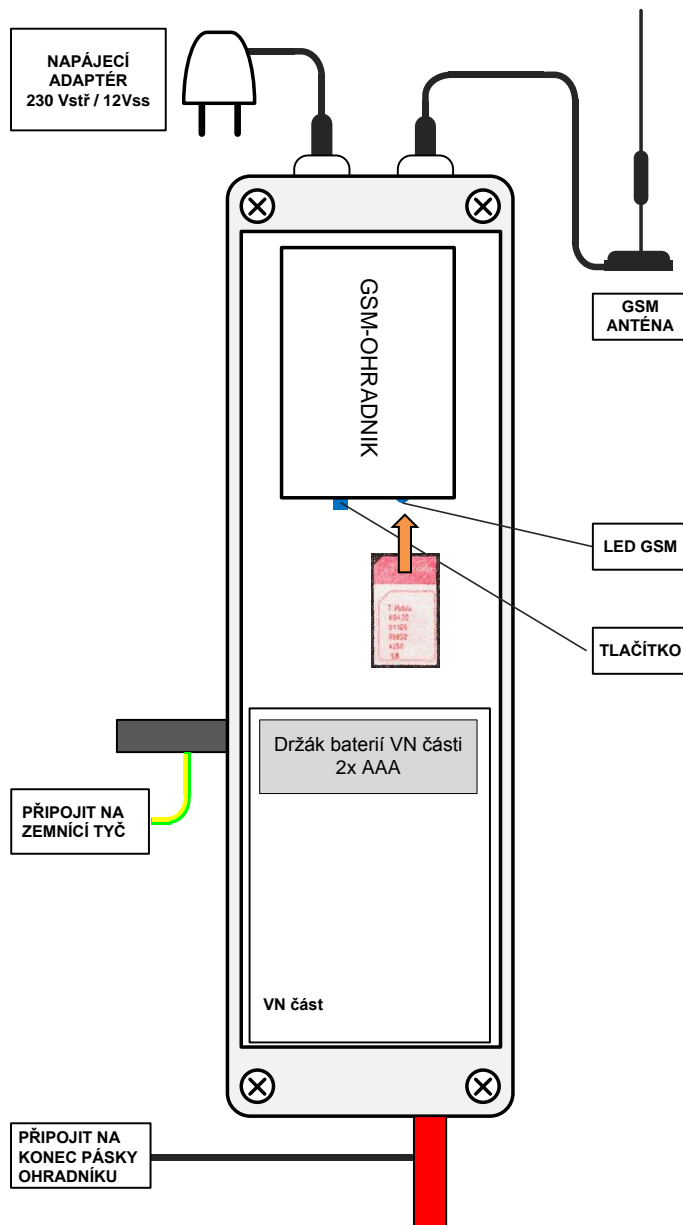 NAPÁJECÍ
ADAPTÉR
230 Vstř / 12Vss
GSM
ANTÉNA
GSM-OHRADNIK
LED GSM
TLAČÍTKO
Držák baterií VN části
2x AAA
PŘIPOJIT NA
ZEMNÍCÍ TYČ
VN část
PŘIPOJIT NA
KONEC PÁSKY
OHRADNÍKU